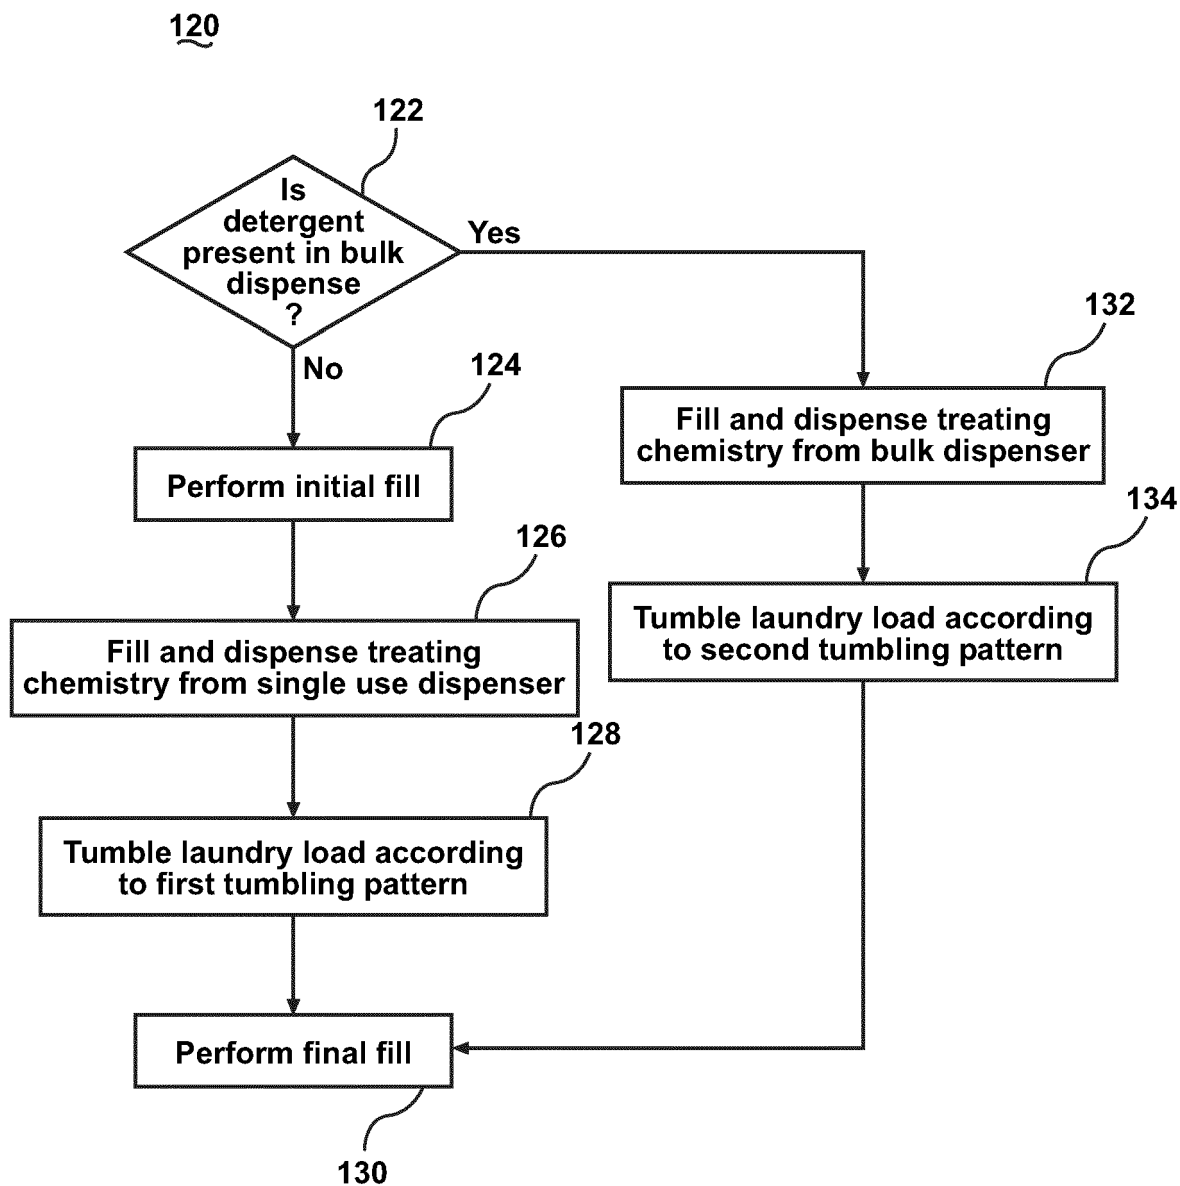 120
122
Is
detergent
present in bulk
dispense
?
Yes
No
124
Perform initial fill
126
Fill and dispense treating
chemistry from single use dispenser
128
Tumble laundry load according
to first tumbling pattern
Perform final fill
130
132
Fill and dispense treating
chemistry from bulk dispenser
134
Tumble laundry load according
to second tumbling pattern